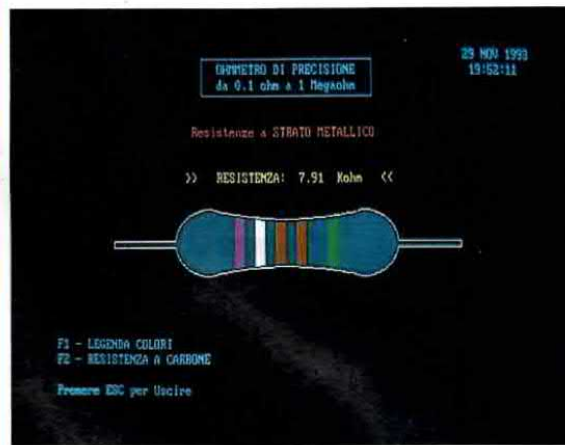 OHMMETRO DI PRECISIONE
da 0.1 ohm a 1 Megaohm
29 NOV 1993
19:52:11
Resistenze a STRATO METALLICO
>> RESISTENZA: 7.91 Kohm <<
F1 - LEGENDA COLORI
F2 - RESISTENZA A CARBONE
Premere ESC per Uscire